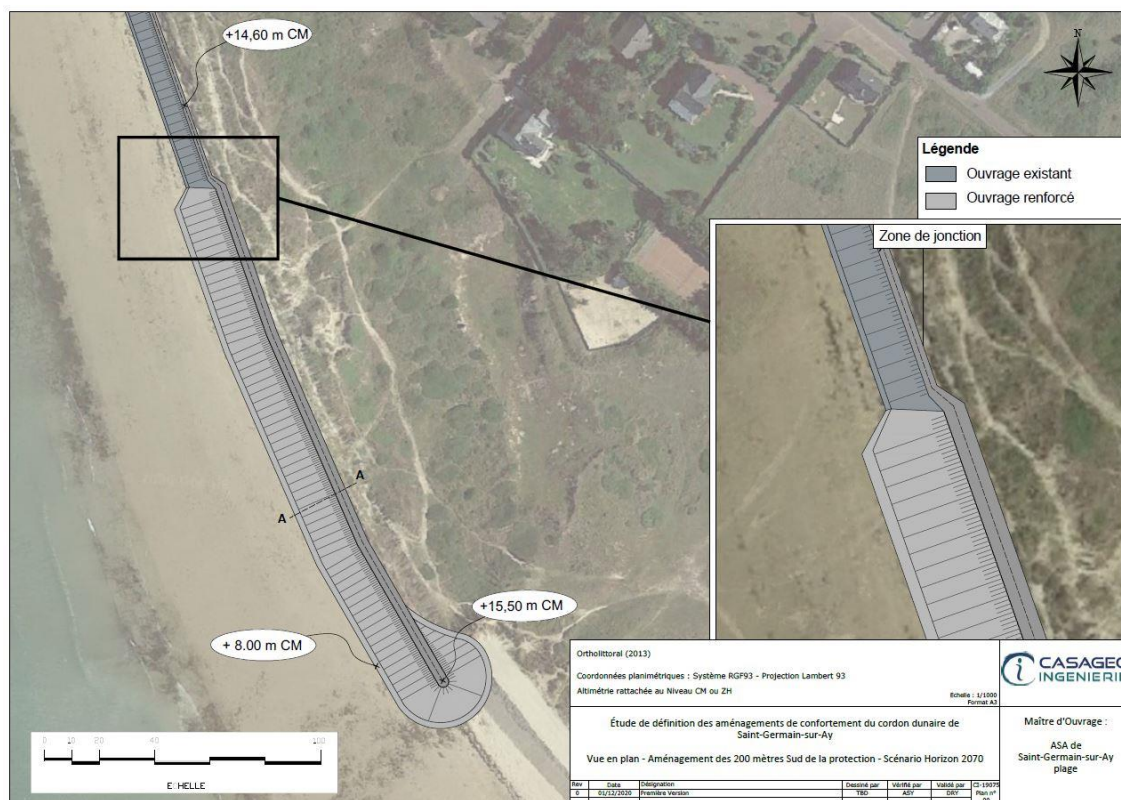 +14,60 m CM
N
Légende
Ouvrage existant
Ouvrage renforcé
Zone de jonction
A
A
+15,50 m CM
+ 8.00 m CM
0 10 20 40 100
ECHELLE
Ortholittoral (2013)
Coordonnées planimétriques : Système RGF93 - Projection Lambert 93
Altimétrie rattachée au Niveau CM ou ZH
Echelle : 1/1000
Format A3
CASAGEC
INGENIERIE
Étude de définition des aménagements de confortement du cordon dunaire de
Saint-Germain-sur-Ay
Vue en plan - Aménagement des 200 mètres Sud de la protection - Scénario Horizon 2070
Maître d'Ouvrage :
ASA de
Saint-Germain-sur-Ay
plage
Rev Date Désignation Dessiné par Vérifié par Validé par CI-19075
0 01/12/2020 Première Version TBD ASY DRY Plan n°